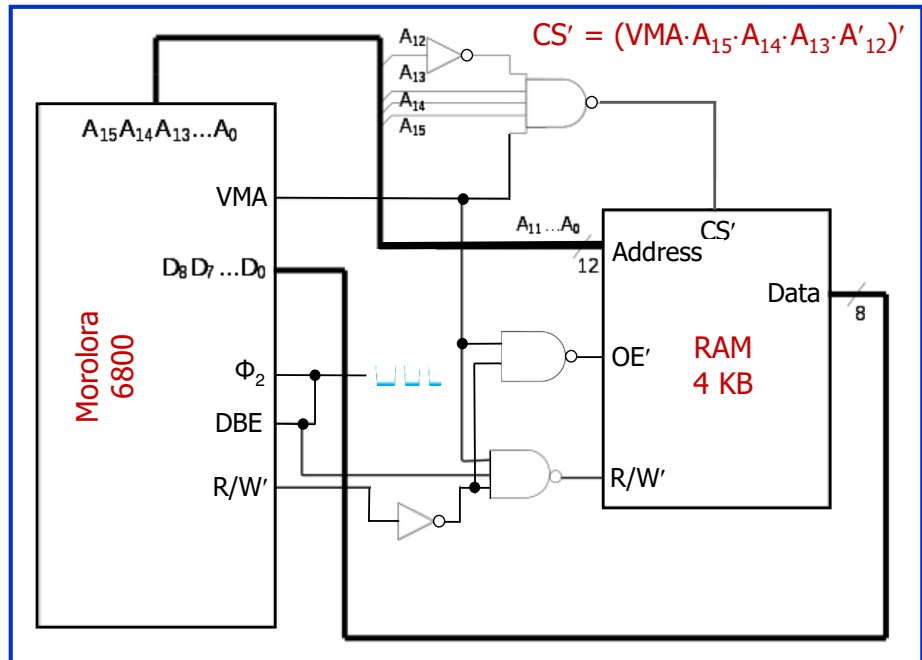 CS′ = (VMA·A₁₅·A₁₄·A₁₃·A′₁₂)′
A₁₂
A₁₃
A₁₄
A₁₅
A₁₅A₁₄A₁₃...A₀
VMA
A₁₁...A₀
12
CS′
Address
D₈D₇...D₀
Data
8
Morolora
6800
OE′
RAM
4 KB
Φ₂
DBE
R/W′
R/W′